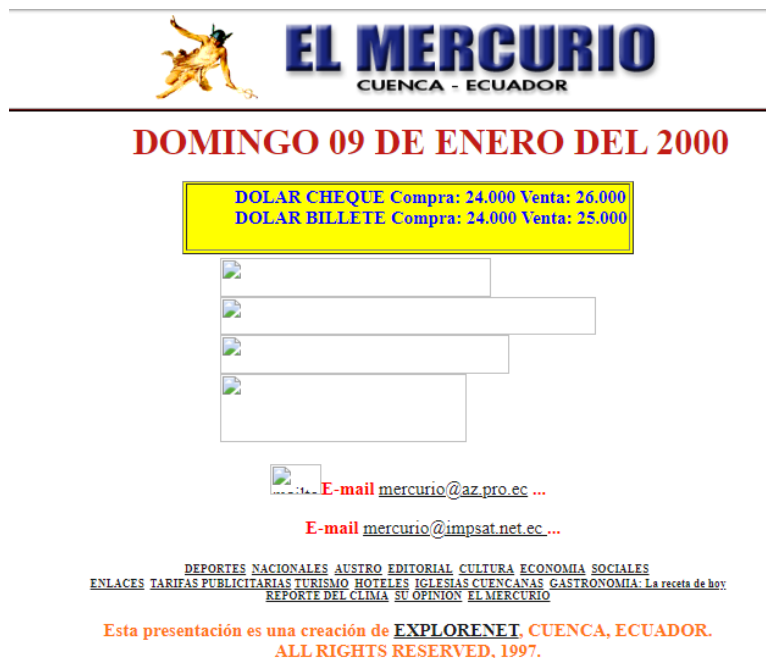 EL MERCURIO
CUENCA - ECUADOR
DOMINGO 09 DE ENERO DEL 2000
DOLAR CHEQUE Compra: 24.000 Venta: 26.000
DOLAR BILLETE Compra: 24.000 Venta: 25.000
E-mail mercurio@az.pro.ec ...
E-mail mercurio@impsat.net.ec ...
DEPORTES NACIONALES AUSTRO EDITORIAL CULTURA ECONOMIA SOCIALES
ENLACES TARIFAS PUBLICITARIAS TURISMO HOTELES IGLESIAS CUENCANAS GASTRONOMIA: La receta de hoy
REPORTE DEL CLIMA SU OPINION EL MERCURIO
Esta presentación es una creación de EXPLORENET, CUENCA, ECUADOR.
ALL RIGHTS RESERVED, 1997.